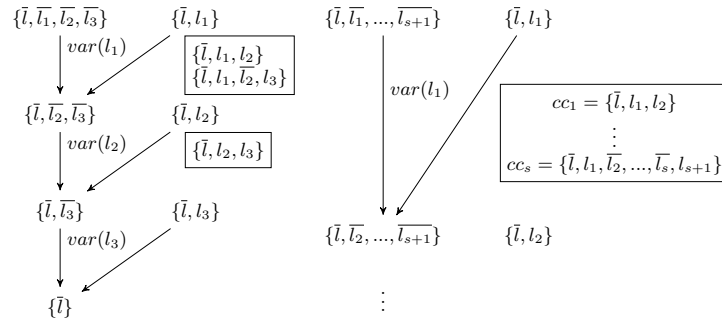 {l̄, l̄₁, l̄₂, l̄₃} {l̄, l₁}
var(l₁)
{l̄, l₁, l₂}
{l̄, l₁, l̄₂, l₃}
{l̄, l̄₂, l̄₃} {l̄, l₂}
var(l₂)
{l̄, l₂, l₃}
{l̄, l̄₃} {l̄, l₃}
var(l₃)
{l̄}
{l̄, l̄₁, ..., l̄ₛ₊₁} {l̄, l₁}
var(l₁)
cc₁ = {l̄, l₁, l₂}
⋮
ccₛ = {l̄, l₁, l̄₂, ..., l̄ₛ, lₛ₊₁}
{l̄, l̄₂, ..., l̄ₛ₊₁} {l̄, l₂}
⋮